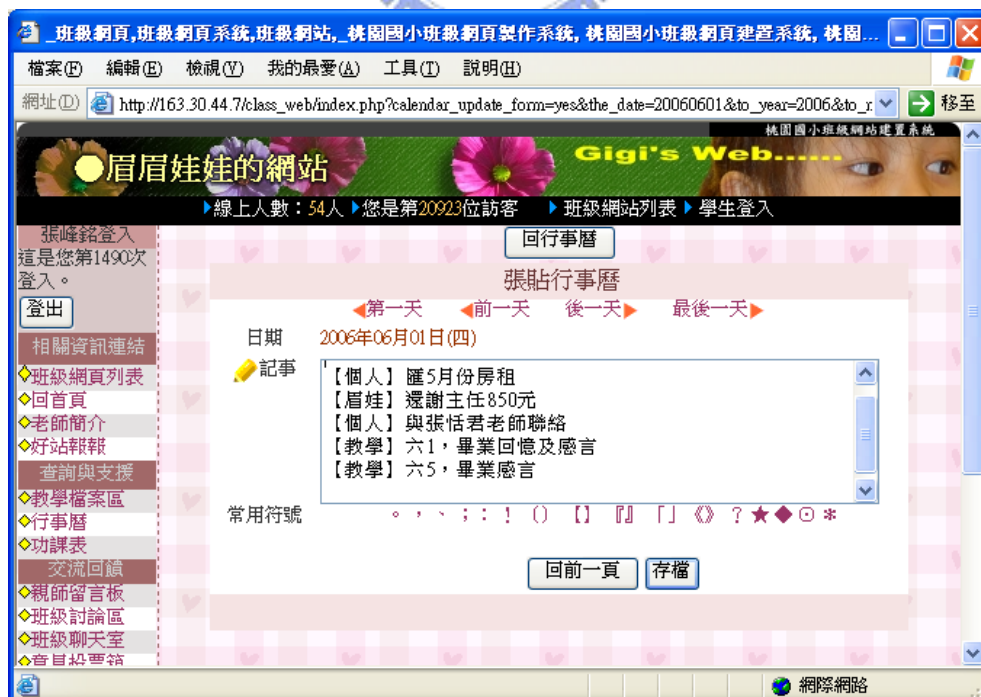 _班級網頁,班級網頁系統,班級網站,_桃園國小班級網頁製作系統, 桃園國小班級網頁建置系統, 桃園...
檔案(F) 編輯(E) 檢視(V) 我的最愛(A) 工具(T) 說明(H)
網址(D) http://163.30.44.7/class_web/index.php?calendar_update_form=yes&the_date=20060601&to_year=2006&to_r 移至
桃園國小班級網站建置系統
●眉眉娃娃的網站 Gigi's Web......
線上人數：54人 您是第20923位訪客 班級網站列表 學生登入
張峰銘登入
這是您第1490次
登入。
登出
相關資訊連結
◇班級網頁列表
◇回首頁
◇老師簡介
◇好站報報
查詢與支援
◇教學檔案區
◇行事曆
◇功課表
交流回饋
◇親師留言板
◇班級討論區
◇班級聊天室
◇意見投票箱
回行事曆
張貼行事曆
◀第一天 ◀前一天 後一天▶ 最後一天▶
日期 2006年06月01日(四)
記事
【個人】匯5月份房租
【眉娃】還謝主任850元
【個人】與張恬君老師聯絡
【教學】六1，畢業回憶及感言
【教學】六5，畢業感言
常用符號 。 ， 、 ； ： ！ （） 【】 『』 「」 《》 ？ ★ ◆ ⊙ ＊
回前一頁 存檔
網際網路